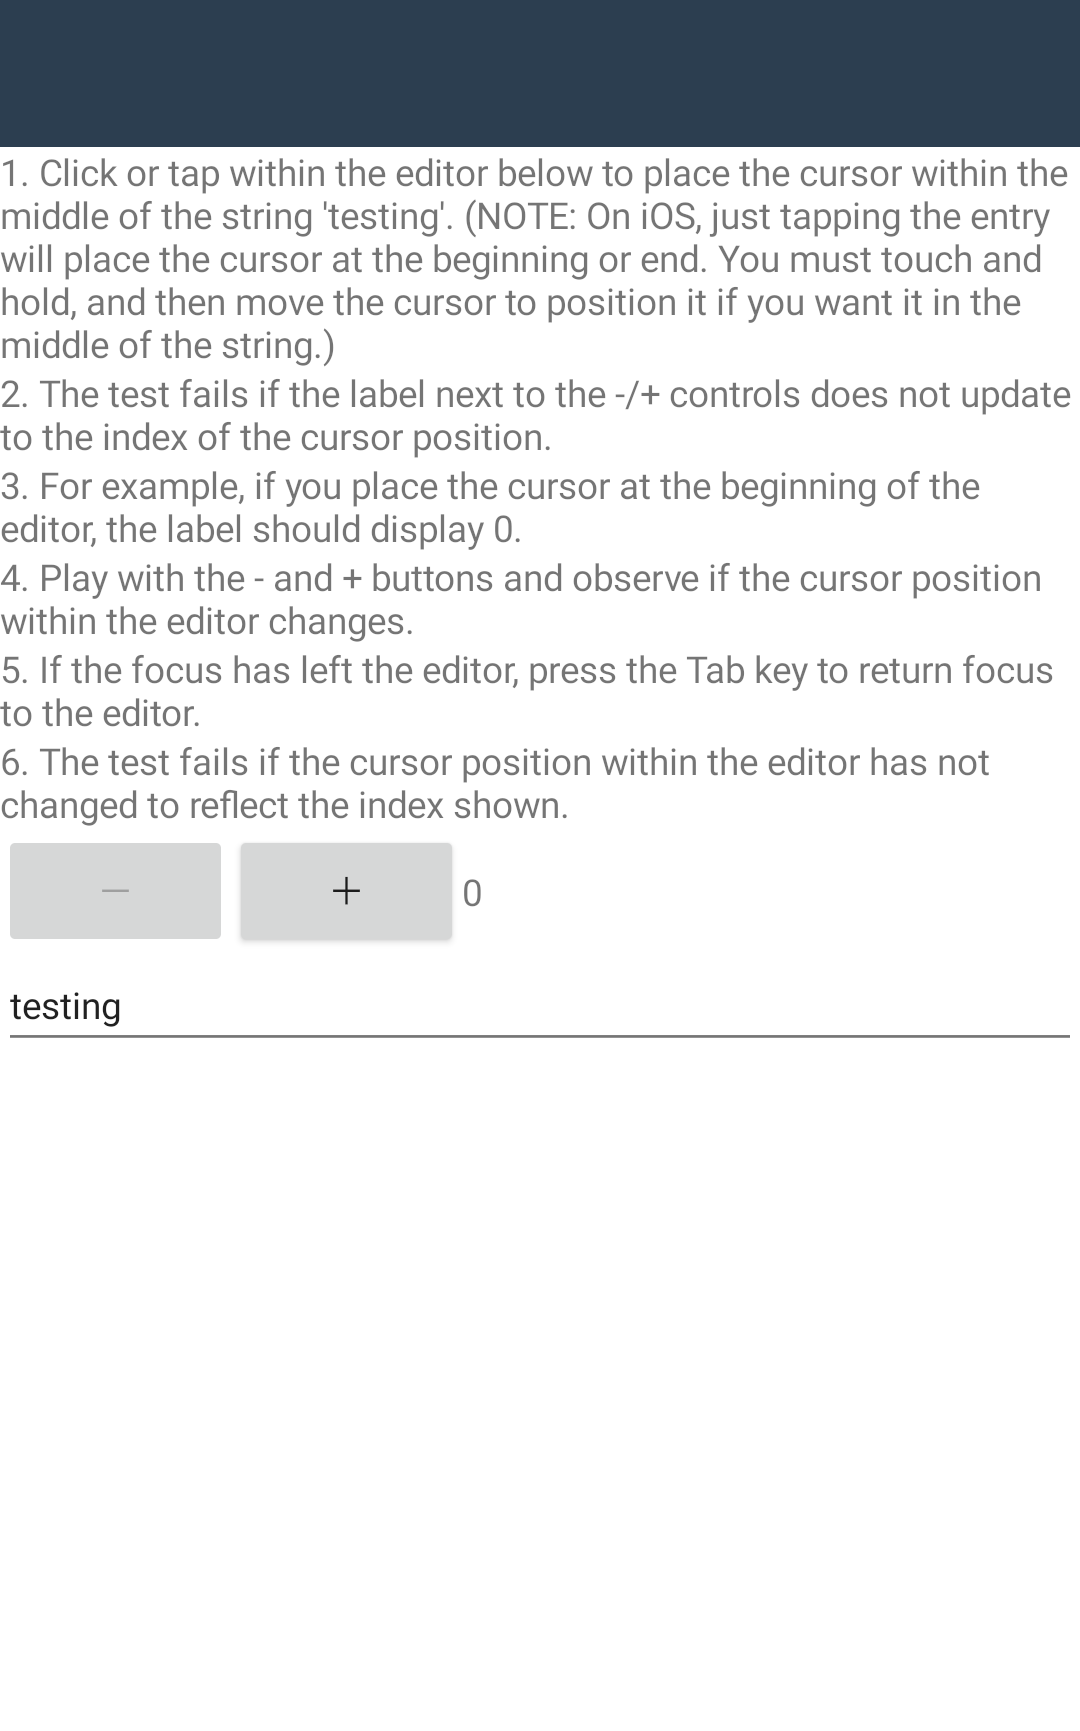 1. Click or tap within the editor below to place the cursor within the
middle of the string 'testing'. (NOTE: On iOS, just tapping the entry
will place the cursor at the beginning or end. You must touch and
hold, and then move the cursor to position it if you want it in the
middle of the string.)
2. The test fails if the label next to the -/+ controls does not update
to the index of the cursor position.
3. For example, if you place the cursor at the beginning of the
editor, the label should display 0.
4. Play with the - and + buttons and observe if the cursor position
within the editor changes.
5. If the focus has left the editor, press the Tab key to return focus
to the editor.
6. The test fails if the cursor position within the editor has not
changed to reflect the index shown.
− + 0
testing